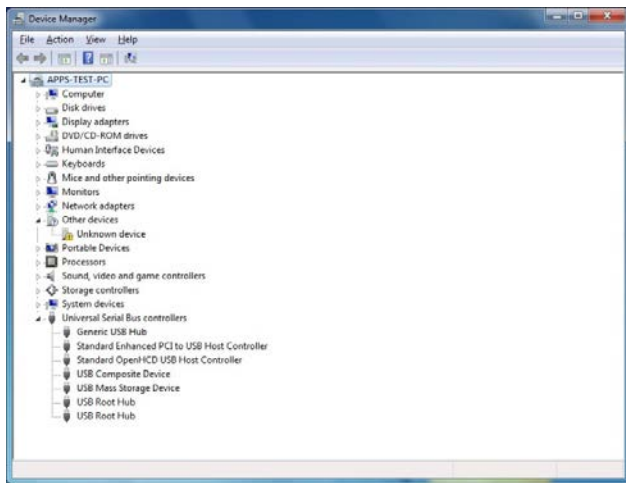 Device Manager
File Action View Help
APPS-TEST-PC
Computer
Disk drives
Display adapters
DVD/CD-ROM drives
Human Interface Devices
Keyboards
Mice and other pointing devices
Monitors
Network adapters
Other devices
Unknown device
Portable Devices
Processors
Sound, video and game controllers
Storage controllers
System devices
Universal Serial Bus controllers
Generic USB Hub
Standard Enhanced PCI to USB Host Controller
Standard OpenHCD USB Host Controller
USB Composite Device
USB Mass Storage Device
USB Root Hub
USB Root Hub